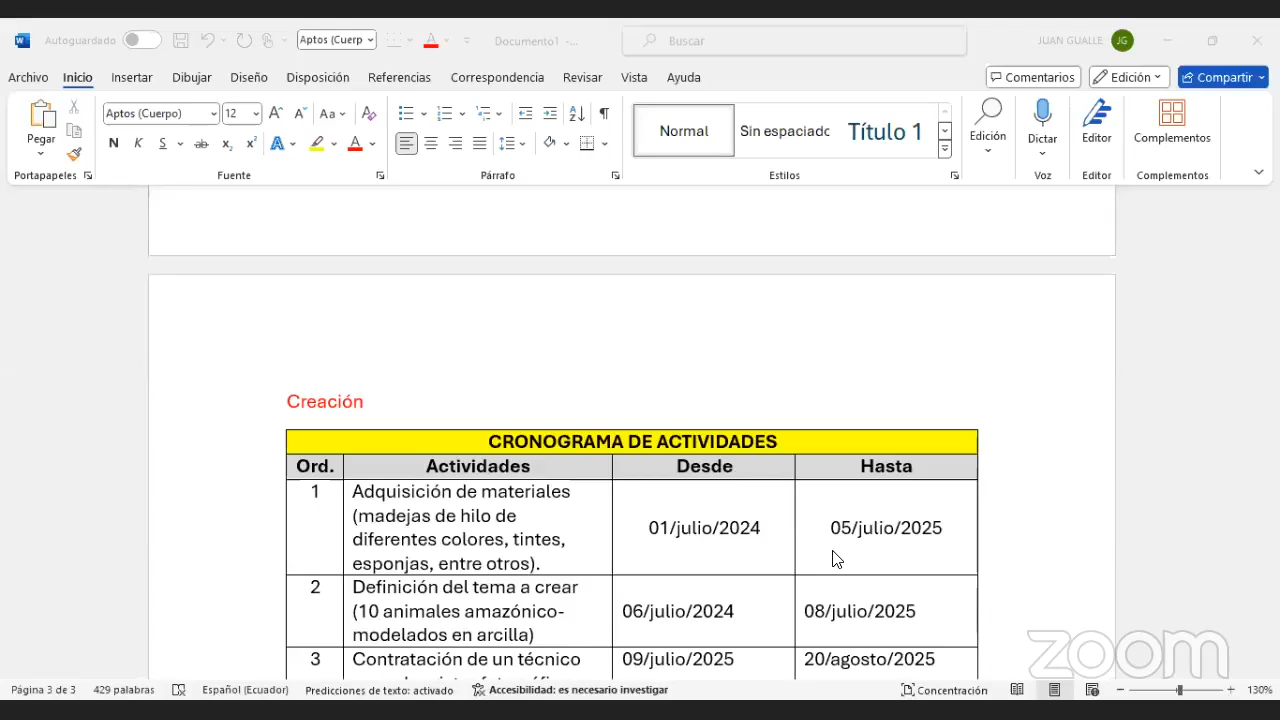 Autoguardado
Aptos (Cuerp
Documento1 -...
Buscar
JUAN GUALLE
JG
Archivo Inicio Insertar Dibujar Diseño Disposición Referencias Correspondencia Revisar Vista Ayuda
Comentarios
Edición
Compartir
Pegar
Aptos (Cuerpo)
12
Aa
N K S ab x₂ x²
Normal
Sin espaciado
Título 1
Edición
Dictar
Editor
Complementos
Portapapeles
Fuente
Párrafo
Estilos
Voz
Editor
Complementos
Creación
CRONOGRAMA DE ACTIVIDADES
Ord. Actividades Desde Hasta
1 Adquisición de materiales
(madejas de hilo de
diferentes colores, tintes,
esponjas, entre otros).
01/julio/2024 05/julio/2025
2 Definición del tema a crear
(10 animales amazónico-
modelados en arcilla)
06/julio/2024 08/julio/2025
3 Contratación de un técnico 09/julio/2025 20/agosto/2025
zoom
Página 3 de 3 429 palabras Español (Ecuador) Predicciones de texto: activado Accesibilidad: es necesario investigar Concentración 130%